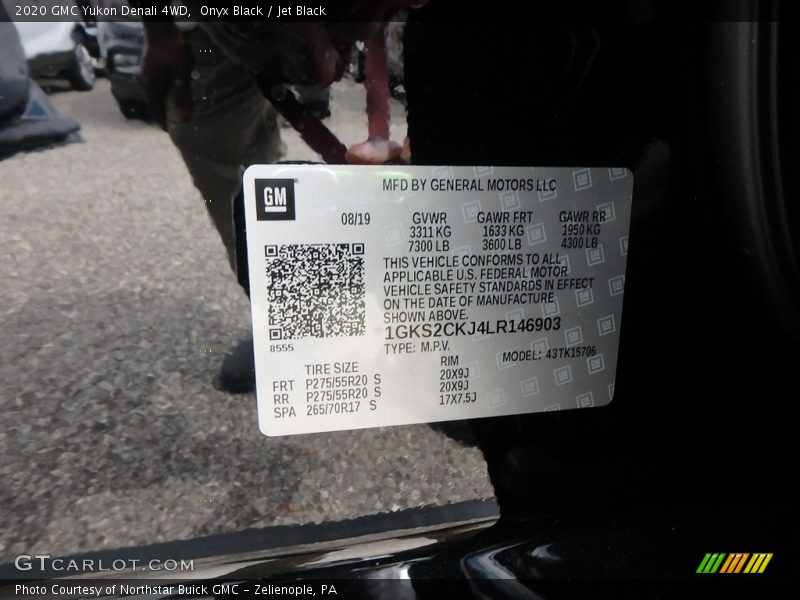 2020 GMC Yukon Denali 4WD, Onyx Black / Jet Black
GM
MFD BY GENERAL MOTORS LLC
08/19 GVWR GAWR FRT GAWR RR
3311 KG 1633 KG 1950 KG
7300 LB 3600 LB 4300 LB
THIS VEHICLE CONFORMS TO ALL
APPLICABLE U.S. FEDERAL MOTOR
VEHICLE SAFETY STANDARDS IN EFFECT
ON THE DATE OF MANUFACTURE
SHOWN ABOVE.
1GKS2CKJ4LR146903
8555
TYPE: M.P.V. MODEL: 43TK15706
TIRE SIZE RIM
FRT P275/55R20 S 20X9J
RR P275/55R20 S 20X9J
SPA 265/70R17 S 17X7.5J
GTCARLOT.COM
Photo Courtesy of Northstar Buick GMC - Zelienople, PA